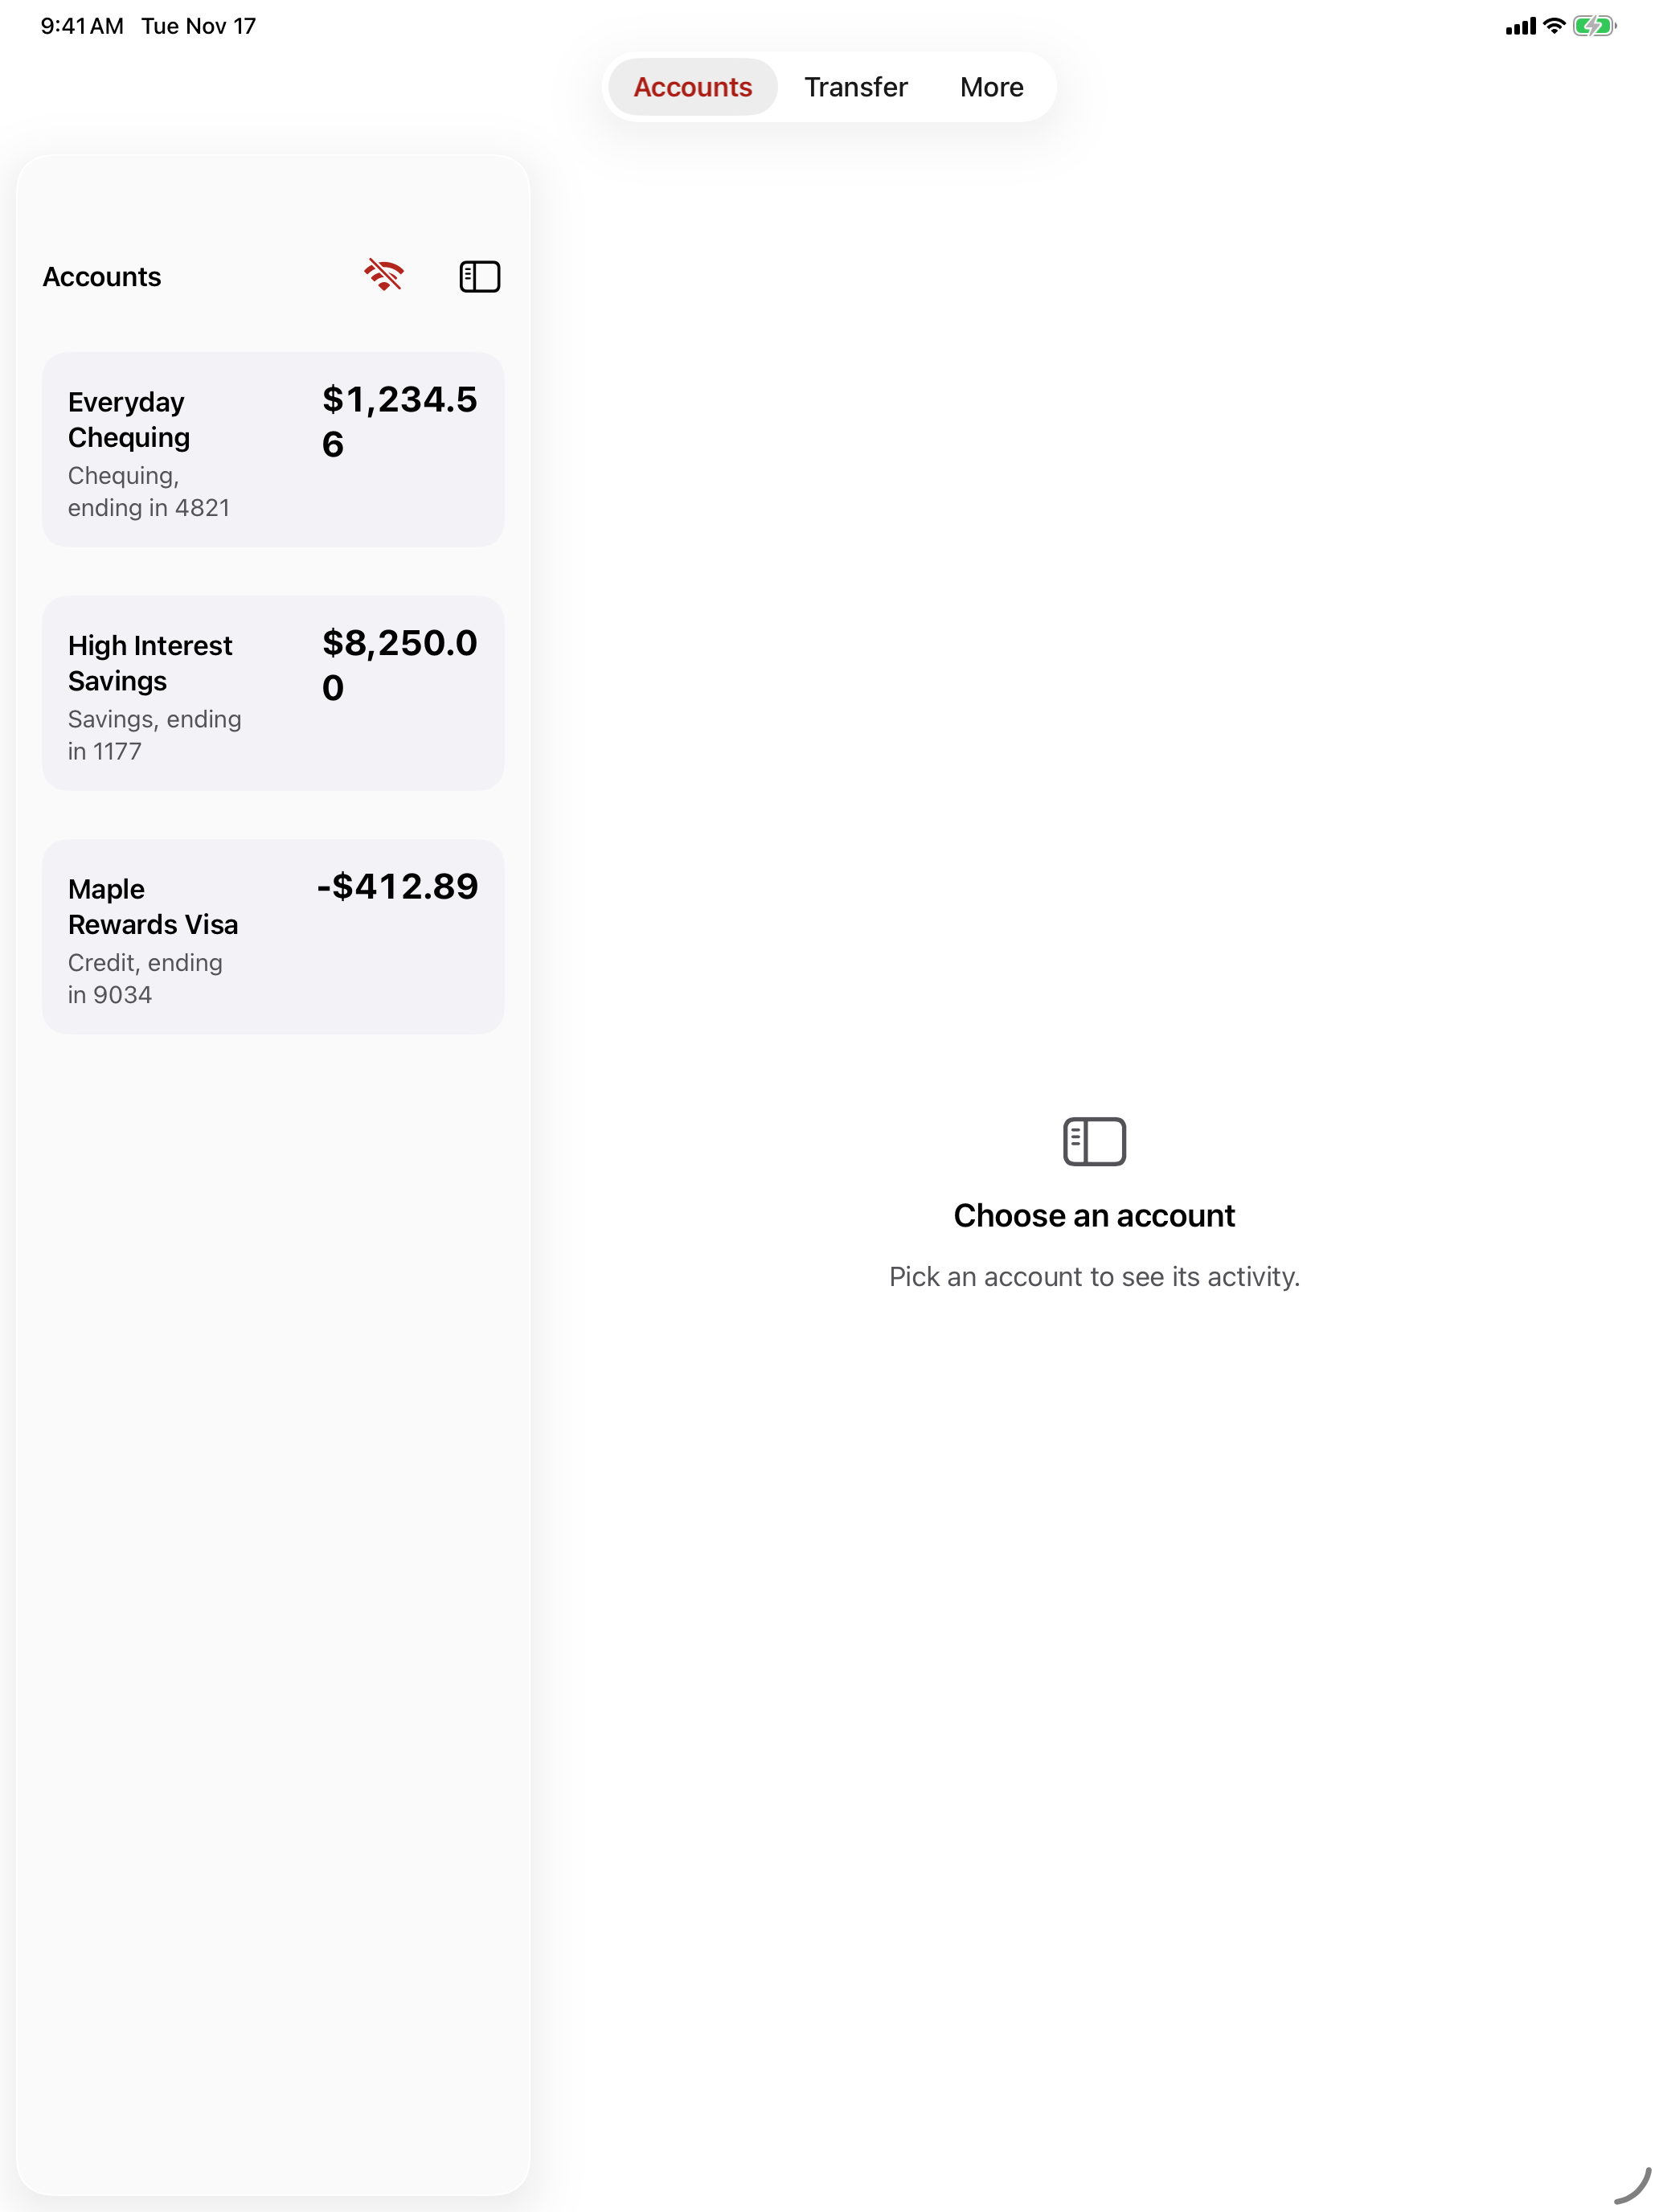 9:41 AM Tue Nov 17
Accounts Transfer More
Accounts
Everyday
Chequing
$1,234.5
6
Chequing,
ending in 4821
High Interest
Savings
$8,250.0
0
Savings, ending
in 1177
Maple
Rewards Visa
-$412.89
Credit, ending
in 9034
Choose an account
Pick an account to see its activity.